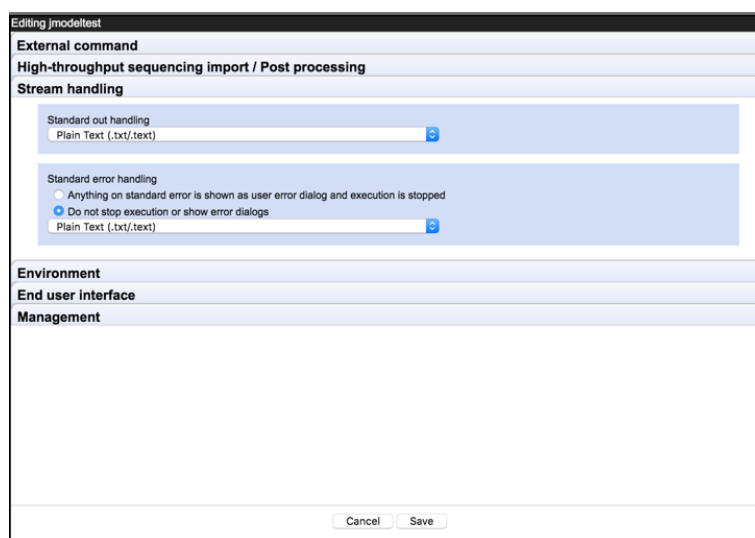 Editing jmodeltest
External command
High-throughput sequencing import / Post processing
Stream handling
Standard out handling
Plain Text (.txt/.text)
Standard error handling
Anything on standard error is shown as user error dialog and execution is stopped
Do not stop execution or show error dialogs
Plain Text (.txt/.text)
Environment
End user interface
Management
Cancel Save